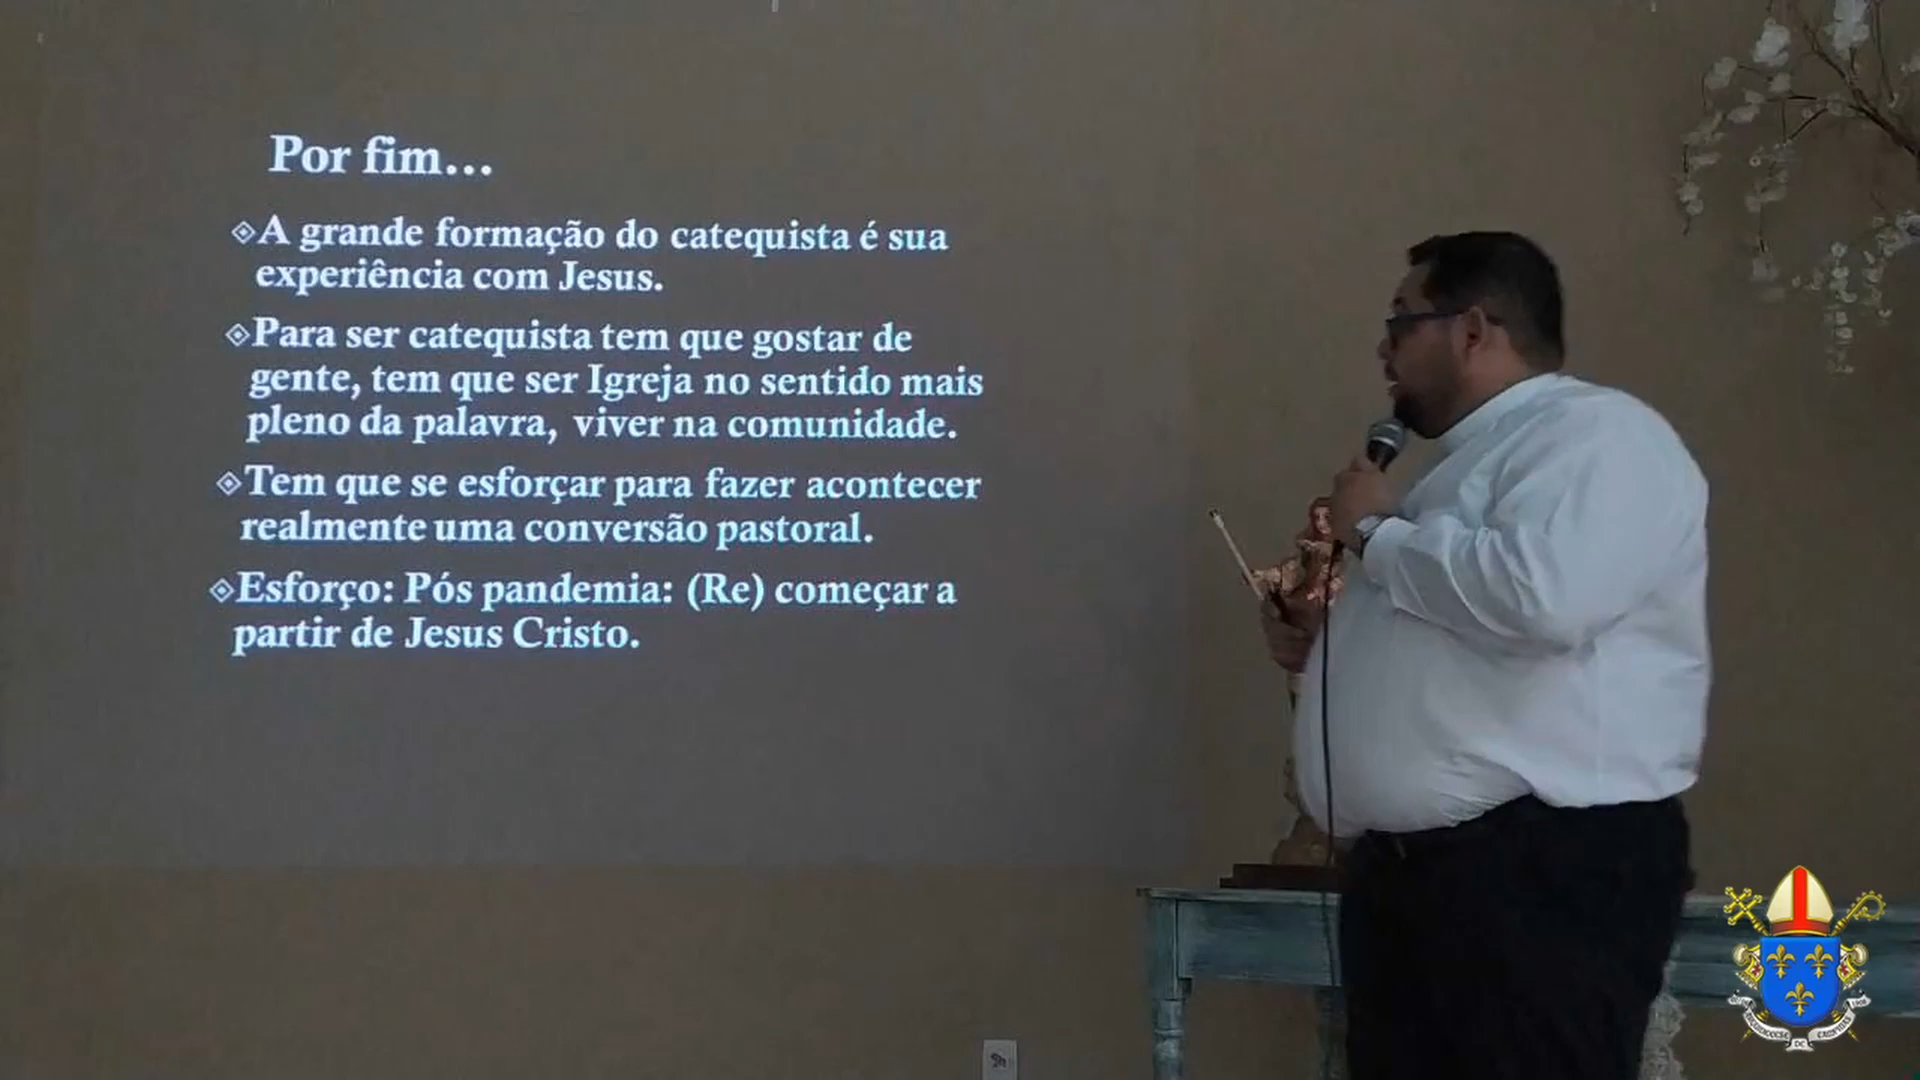 Por fim...
A grande formação do catequista é sua
experiência com Jesus.
Para ser catequista tem que gostar de
gente, tem que ser Igreja no sentido mais
pleno da palavra, viver na comunidade.
Tem que se esforçar para fazer acontecer
realmente uma conversão pastoral.
Esforço: Pós pandemia: (Re) começar a
partir de Jesus Cristo.